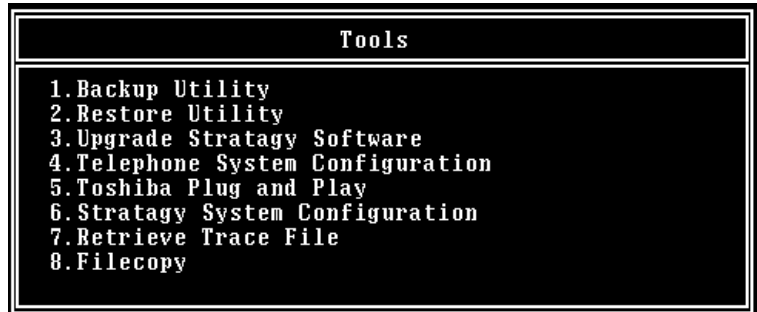 Tools
1.Backup Utility
2.Restore Utility
3.Upgrade Stratagy Software
4.Telephone System Configuration
5.Toshiba Plug and Play
6.Stratagy System Configuration
7.Retrieve Trace File
8.Filecopy